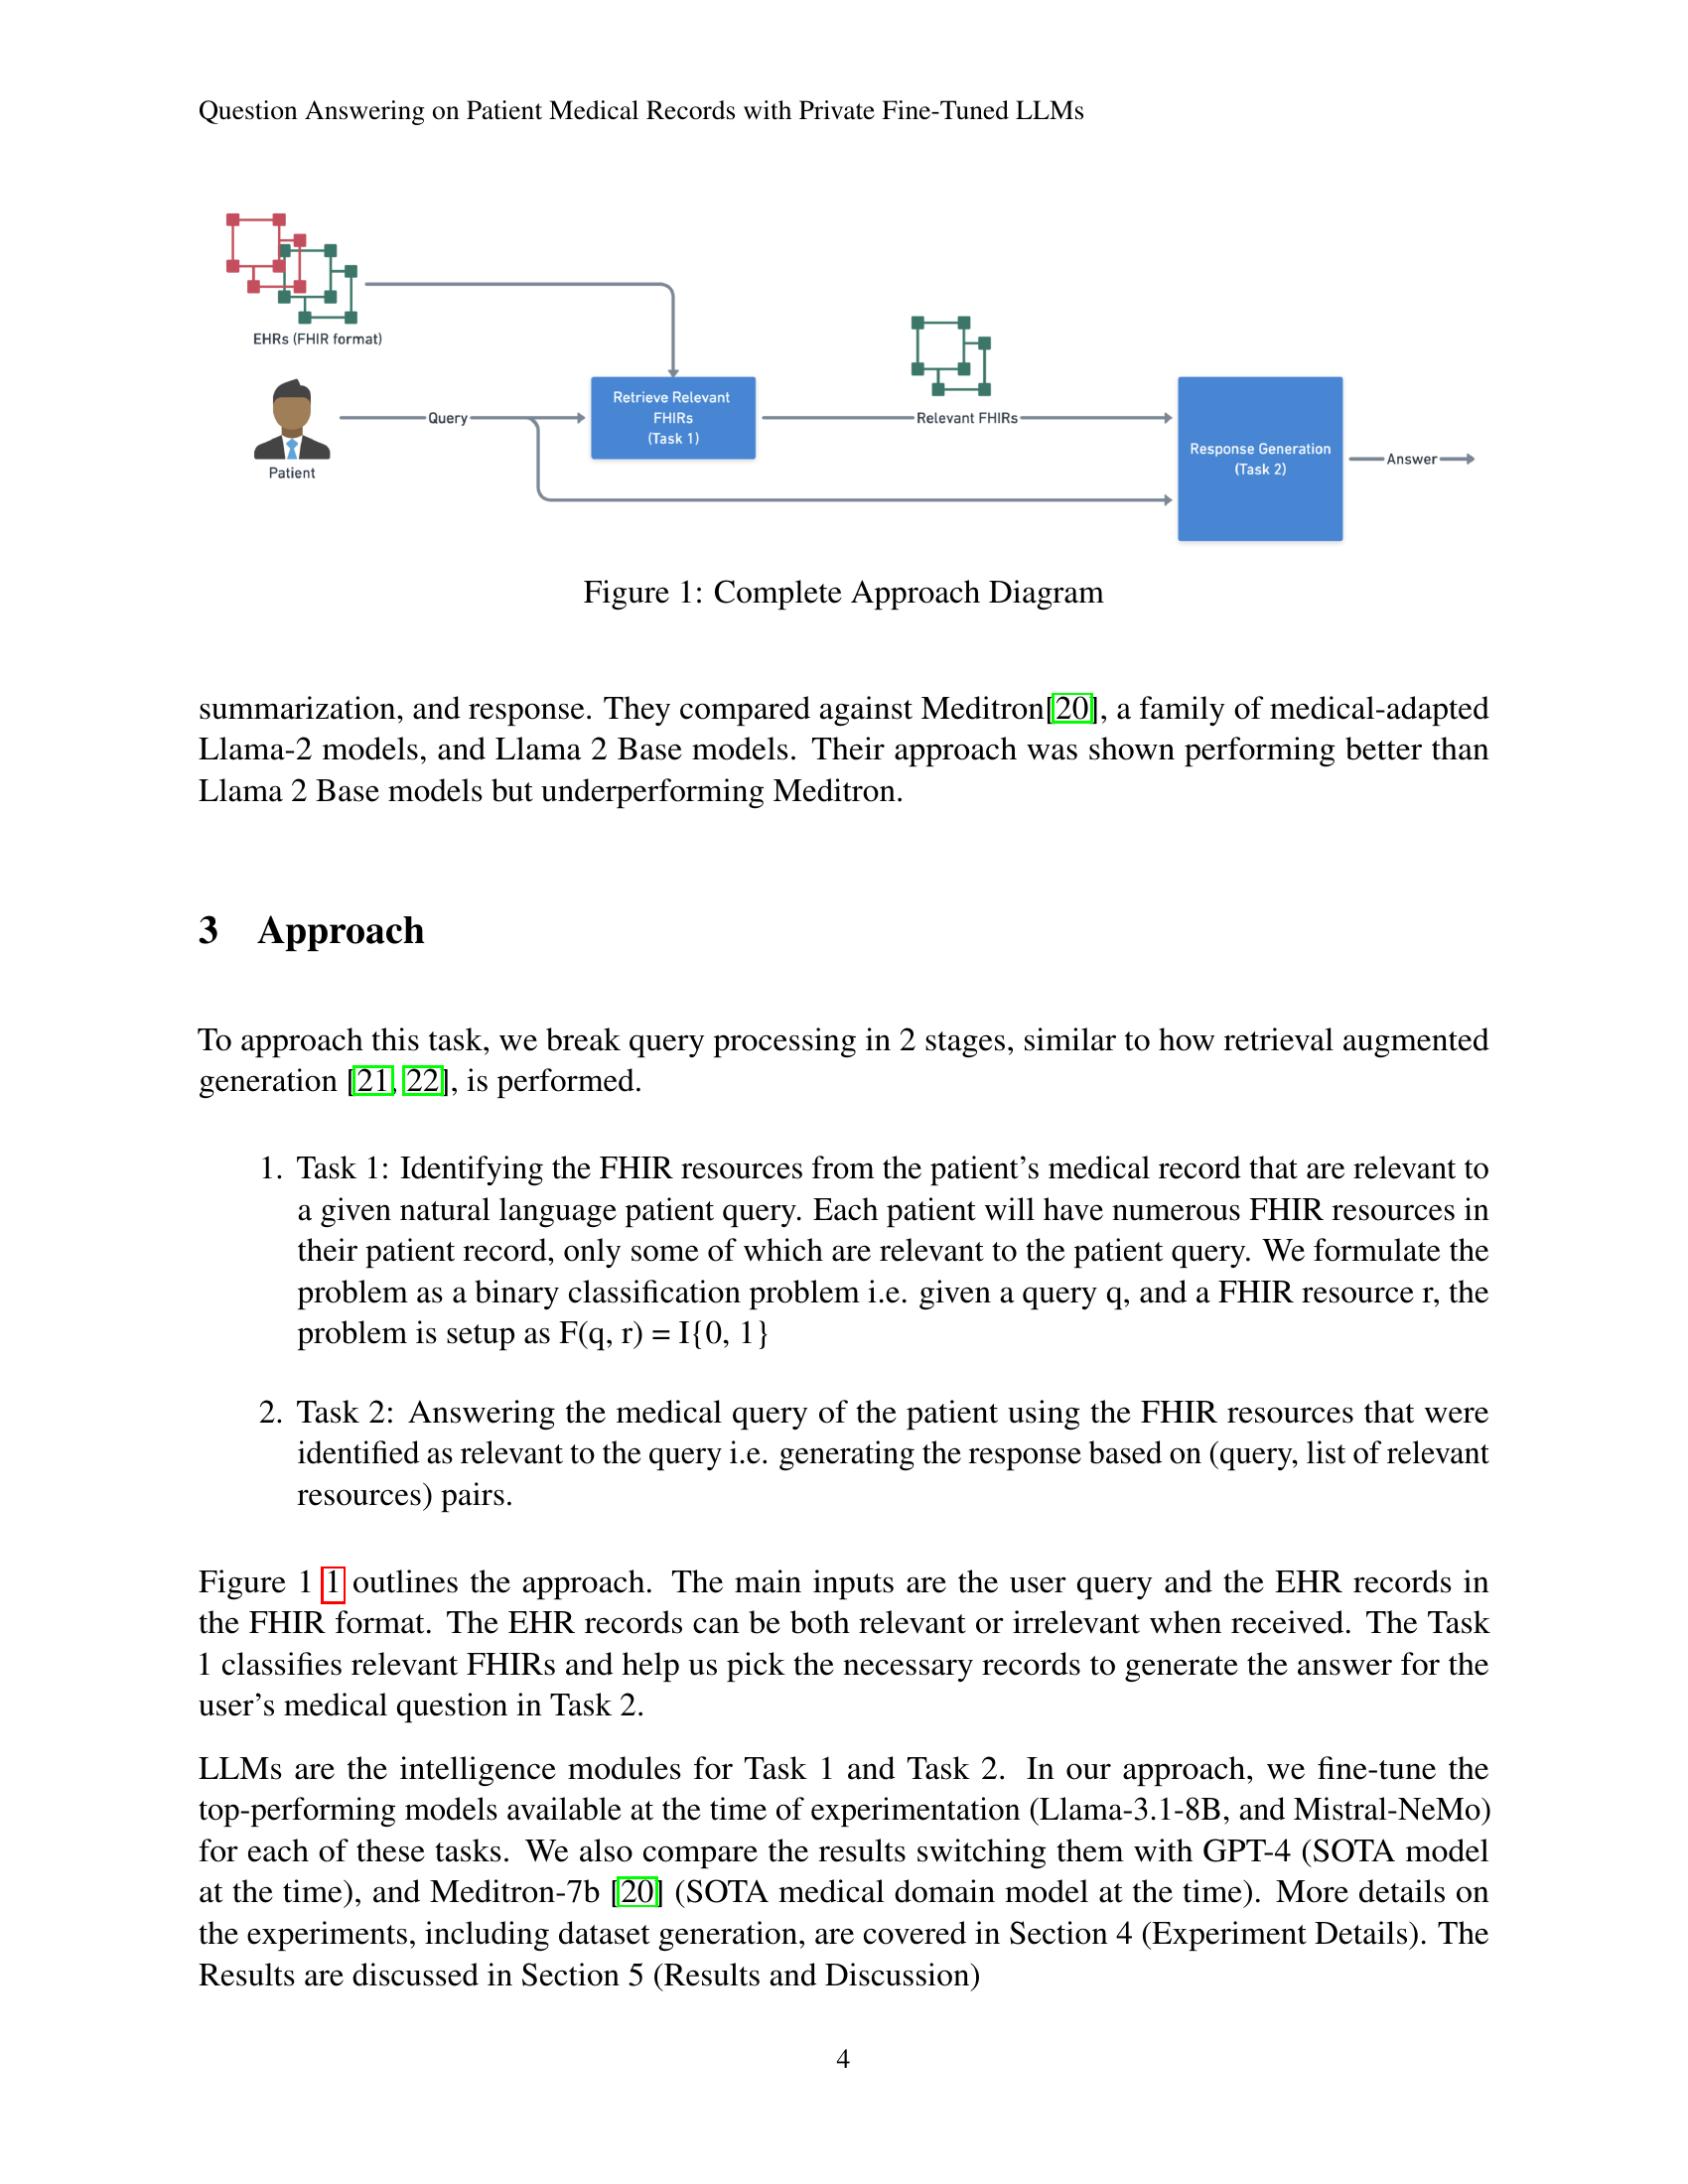 Question Answering on Patient Medical Records with Private Fine-Tuned LLMs
EHRs (FHIR format)
Patient
Query
Retrieve Relevant
FHIRs
(Task 1)
Relevant FHIRs
Response Generation
(Task 2)
Answer
Figure 1: Complete Approach Diagram
summarization, and response. They compared against Meditron[20], a family of medical-adapted
Llama-2 models, and Llama 2 Base models. Their approach was shown performing better than
Llama 2 Base models but underperforming Meditron.
3 Approach
To approach this task, we break query processing in 2 stages, similar to how retrieval augmented
generation [21, 22], is performed.
1. Task 1: Identifying the FHIR resources from the patient's medical record that are relevant to
a given natural language patient query. Each patient will have numerous FHIR resources in
their patient record, only some of which are relevant to the patient query. We formulate the
problem as a binary classification problem i.e. given a query q, and a FHIR resource r, the
problem is setup as F(q, r) = I{0, 1}
2. Task 2: Answering the medical query of the patient using the FHIR resources that were
identified as relevant to the query i.e. generating the response based on (query, list of relevant
resources) pairs.
Figure 1 1 outlines the approach. The main inputs are the user query and the EHR records in
the FHIR format. The EHR records can be both relevant or irrelevant when received. The Task
1 classifies relevant FHIRs and help us pick the necessary records to generate the answer for the
user's medical question in Task 2.
LLMs are the intelligence modules for Task 1 and Task 2. In our approach, we fine-tune the
top-performing models available at the time of experimentation (Llama-3.1-8B, and Mistral-NeMo)
for each of these tasks. We also compare the results switching them with GPT-4 (SOTA model
at the time), and Meditron-7b [20] (SOTA medical domain model at the time). More details on
the experiments, including dataset generation, are covered in Section 4 (Experiment Details). The
Results are discussed in Section 5 (Results and Discussion)
4